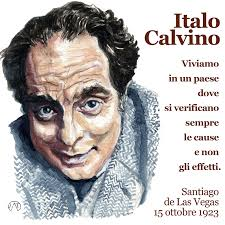 Italo
Calvino
Viviamo
in un paese
dove
si verificano
sempre
le cause
e non
gli effetti.
Santiago
de Las Vegas
15 ottobre 1923